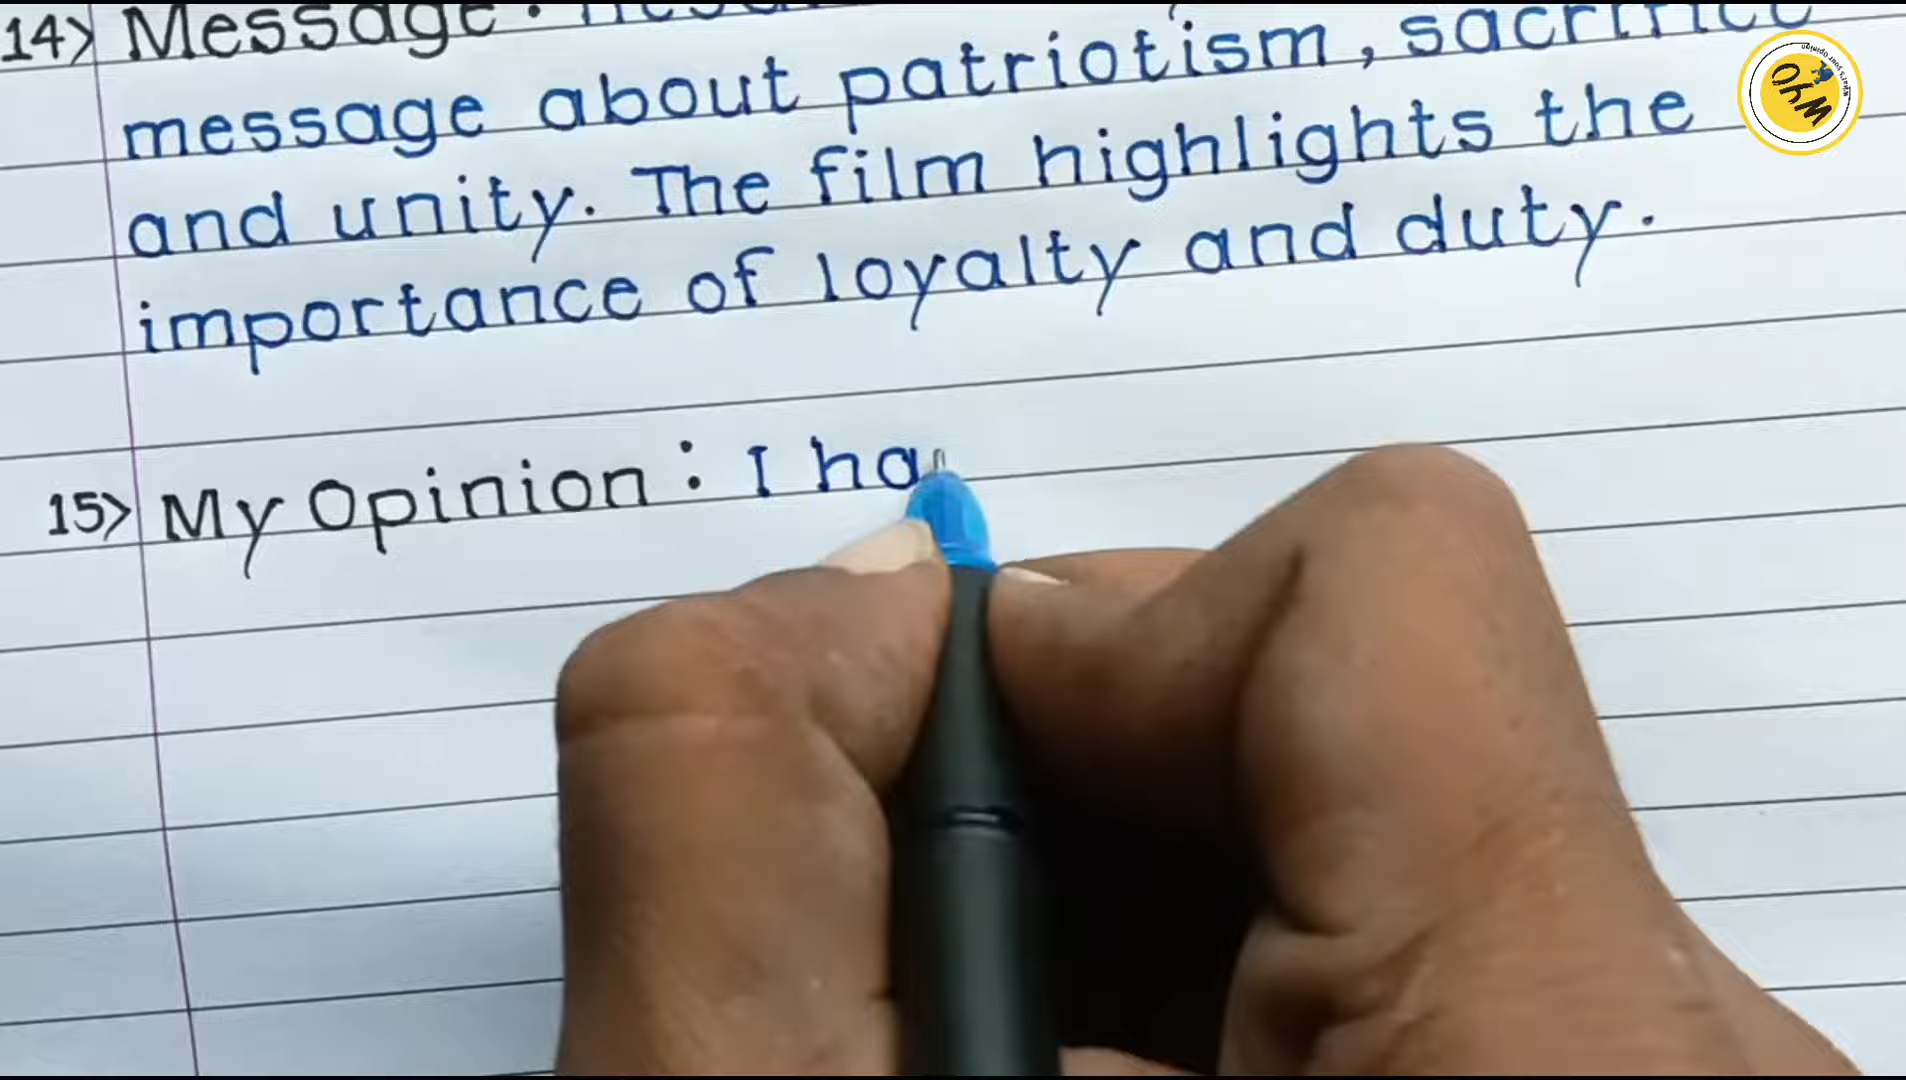 14> Message :
message about patriotism, sacrifice
and unity. The film highlights the
importance of loyalty and duty.
15> My Opinion : I ha
WYO